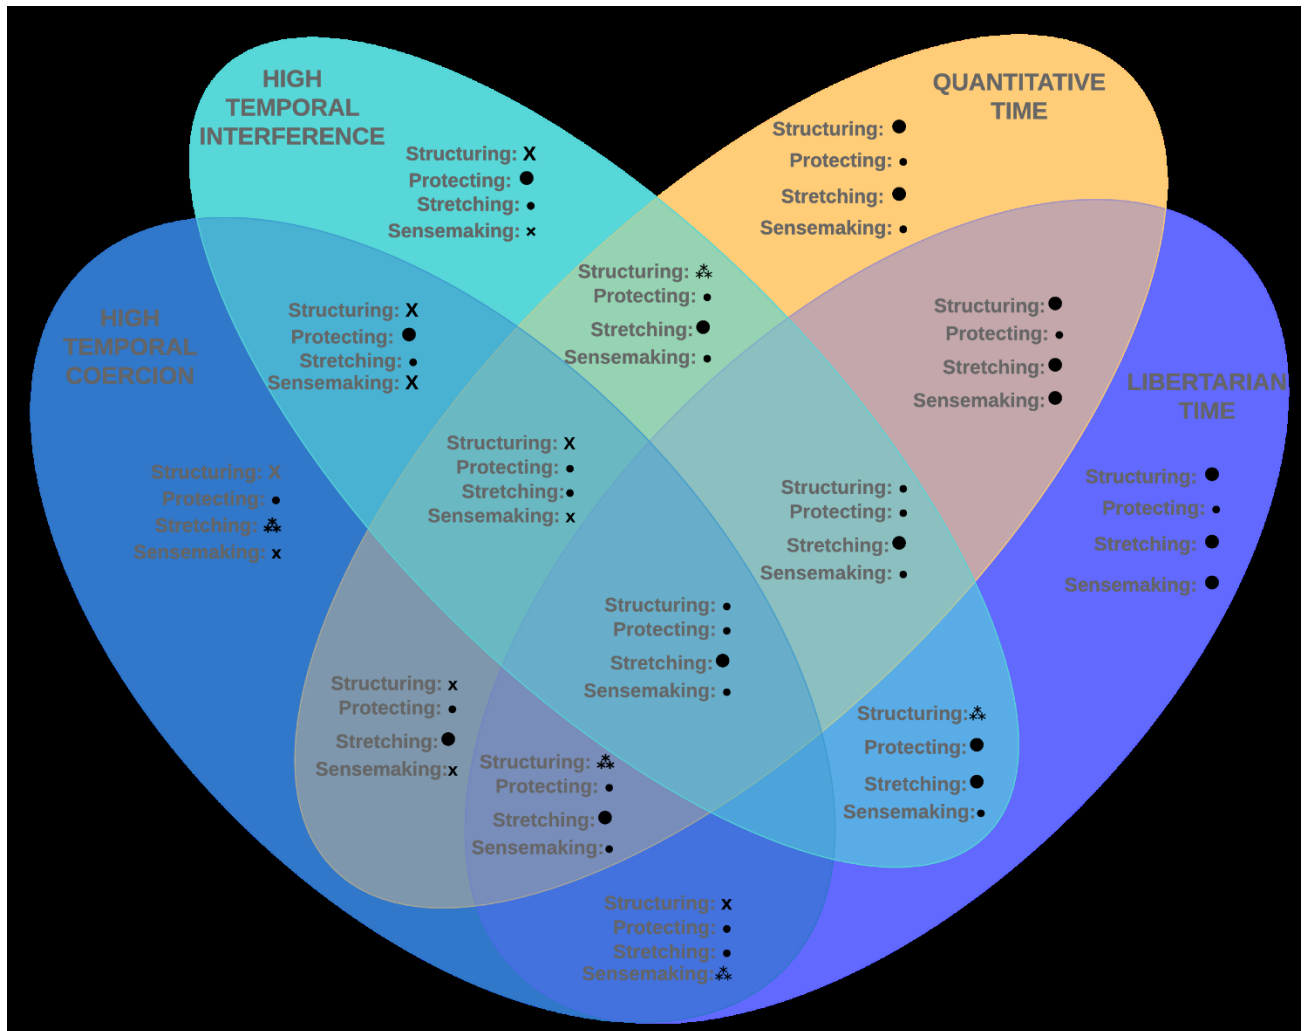 HIGH
TEMPORAL
INTERFERENCE
Structuring: X
Protecting: ●
Stretching: •
Sensemaking: x
QUANTITATIVE
TIME
Structuring: ●
Protecting: •
Stretching: ●
Sensemaking: •
HIGH
TEMPORAL
COERCION
Structuring: X
Protecting: •
Stretching: ⁂
Sensemaking: x
Structuring: X
Protecting: ●
Stretching: •
Sensemaking: X
Structuring: ⁂
Protecting: •
Stretching: ●
Sensemaking: •
Structuring: ●
Protecting: •
Stretching: ●
Sensemaking: ●
LIBERTARIAN
TIME
Structuring: ●
Protecting: •
Stretching: ●
Sensemaking: ●
Structuring: X
Protecting: •
Stretching: •
Sensemaking: x
Structuring: •
Protecting: •
Stretching: ●
Sensemaking: •
Structuring: •
Protecting: •
Stretching: ●
Sensemaking: •
Structuring: x
Protecting: •
Stretching: ●
Sensemaking:x
Structuring: ⁂
Protecting: •
Stretching: ●
Sensemaking:•
Structuring:⁂
Protecting: ●
Stretching: ●
Sensemaking:•
Structuring: x
Protecting: •
Stretching: •
Sensemaking:⁂